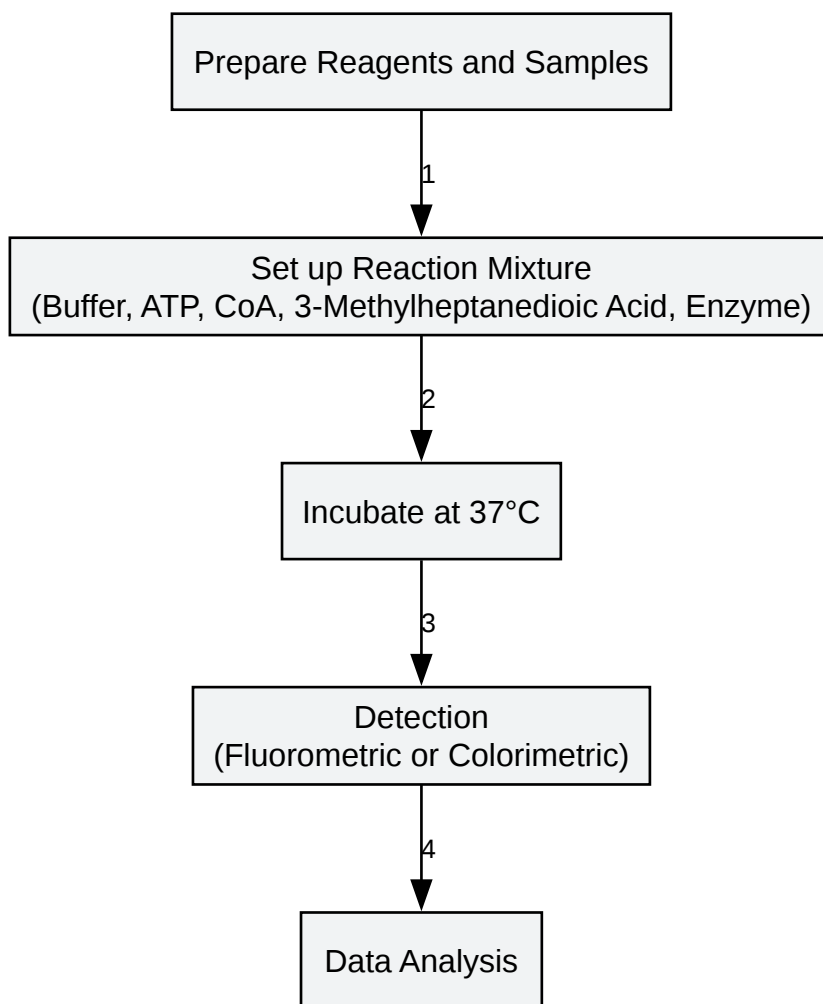 Prepare Reagents and Samples
1
Set up Reaction Mixture
(Buffer, ATP, CoA, 3-Methylheptanedioic Acid, Enzyme)
2
Incubate at 37°C
3
Detection
(Fluorometric or Colorimetric)
4
Data Analysis